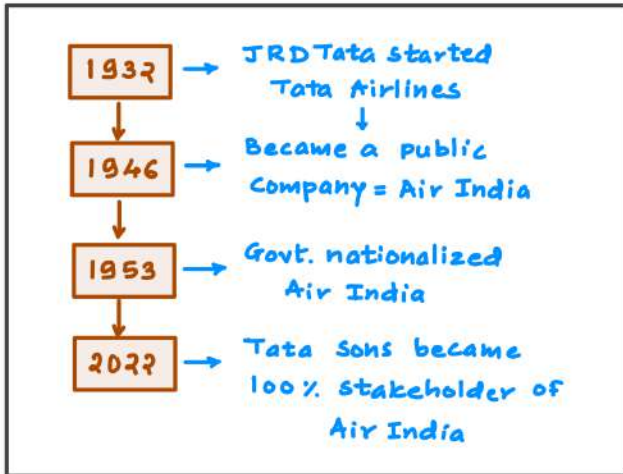 1932 → JRD Tata started
Tata Airlines
↓
1946 → Became a public
Company = Air India
1953 → Govt. nationalized
Air India
2022 → Tata Sons became
100% stakeholder of
Air India